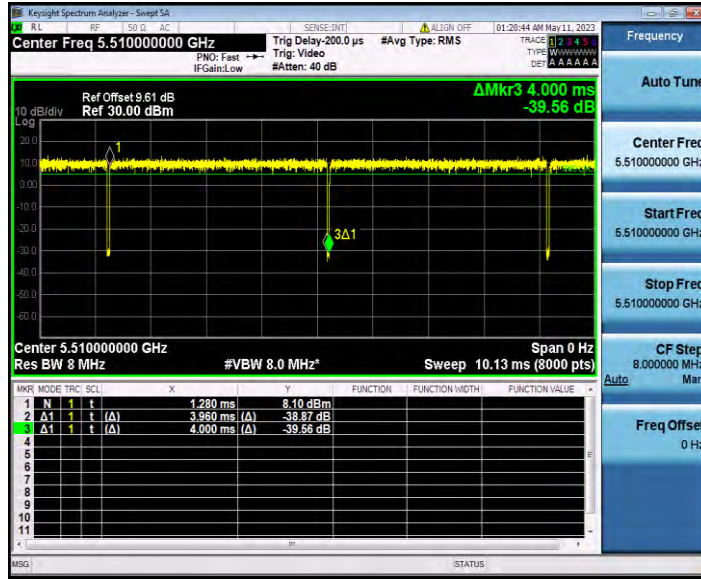 Keysight Spectrum Analyzer - Swept SA
RL RF 50 Ω AC SENSE:INT ALIGN OFF 01:20:44 AM May 11, 2023
Center Freq 5.510000000 GHz
PNO: Fast
IFGain:Low
Trig Delay-200.0 µs
Trig: Video
#Atten: 40 dB
#Avg Type: RMS
TRACE 1 2 3 4 5 6
TYPE W
DET A A A A A A
ΔMkr3 4.000 ms
-39.56 dB
Ref Offset 9.61 dB
10 dB/div Ref 30.00 dBm
Log
20.0
10.0
0.00
-10.0
-20.0
-30.0
-40.0
-50.0
-60.0
1
3Δ1
Center 5.510000000 GHz Span 0 Hz
Res BW 8 MHz #VBW 8.0 MHz* Sweep 10.13 ms (8000 pts)
MKR MODE TRC SCL X Y FUNCTION FUNCTION WIDTH FUNCTION VALUE
1 N 1 t 1.280 ms 8.10 dBm
2 Δ1 1 t (Δ) 3.960 ms (Δ) -38.87 dB
3 Δ1 1 t (Δ) 4.000 ms (Δ) -39.56 dB
4
5
6
7
8
9
10
11
MSG STATUS
Frequency
Auto Tune
Center Freq
5.510000000 GHz
Start Freq
5.510000000 GHz
Stop Freq
5.510000000 GHz
CF Step
8.000000 MHz
Auto Man
Freq Offset
0 Hz